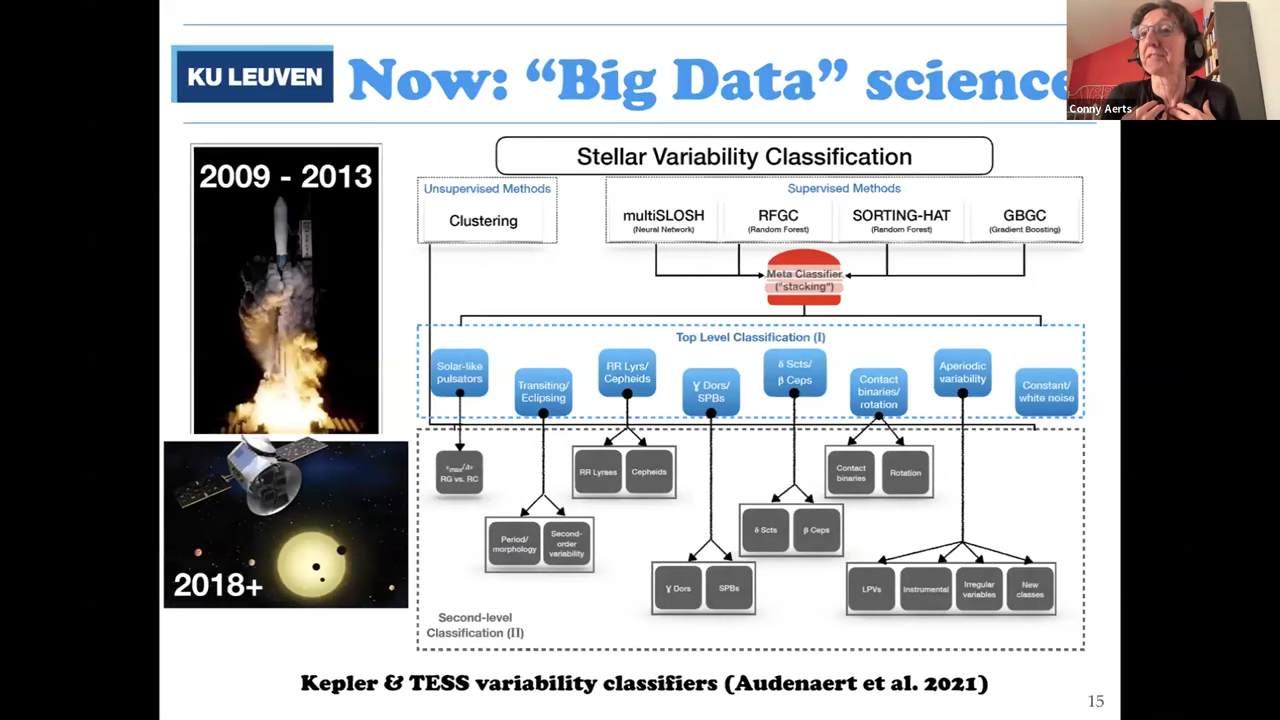 KU LEUVEN
Now: “Big Data” science
Conny Aerts
2009 - 2013
2018+
Stellar Variability Classification
Unsupervised Methods
Clustering
Supervised Methods
multiSLOSH
(Neural Network)
RFGC
(Random Forest)
SORTING-HAT
(Random Forest)
GBGC
(Gradient Boosting)
Meta Classifier
("stacking")
Top Level Classification (I)
Solar-like
pulsators
Transiting/
Eclipsing
RR Lyrs/
Cepheids
γ Dors/
SPBs
δ Scts/
β Ceps
Contact
binaries/
rotation
Aperiodic
variability
Constant/
white noise
νmax/Δν
RG vs. RC
Period/
morphology
Second-
order
variability
RR Lyrses
Cepheids
γ Dors
SPBs
δ Scts
β Ceps
Contact
binaries
Rotation
LPVs
Instrumental
Irregular
variables
New
classes
Second-level
Classification (II)
Kepler & TESS variability classifiers (Audenaert et al. 2021)
15